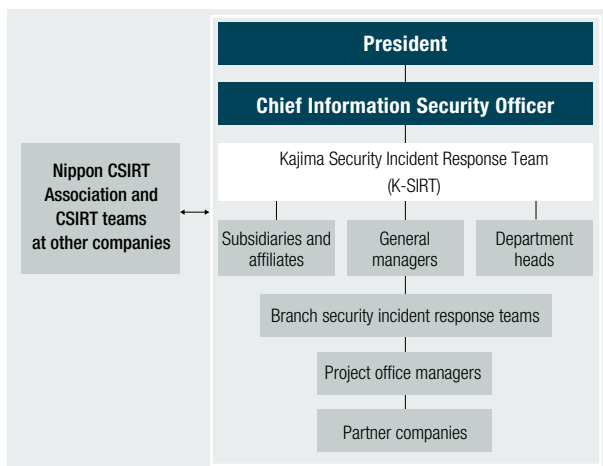 President
Chief Information Security Officer
Kajima Security Incident Response Team
(K-SIRT)
Nippon CSIRT
Association and
CSIRT teams
at other companies
Subsidiaries and
affiliates
General
managers
Department
heads
Branch security incident response teams
Project office managers
Partner companies